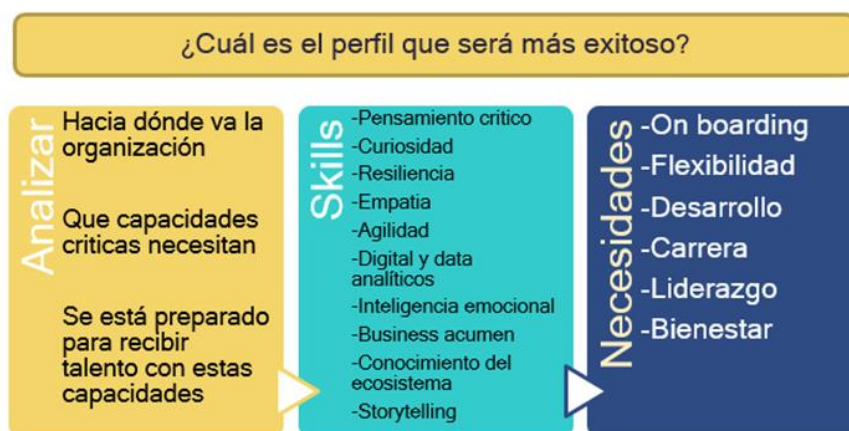 ¿Cuál es el perfil que será más exitoso?
Analizar
Hacia dónde va la
organización
Que capacidades
criticas necesitan
Se está preparado
para recibir
talento con estas
capacidades
Skills
-Pensamiento critico
-Curiosidad
-Resiliencia
-Empatia
-Agilidad
-Digital y data
analíticos
-Inteligencia emocional
-Business acumen
-Conocimiento del
ecosistema
-Storytelling
Necesidades
-On boarding
-Flexibilidad
-Desarrollo
-Carrera
-Liderazgo
-Bienestar